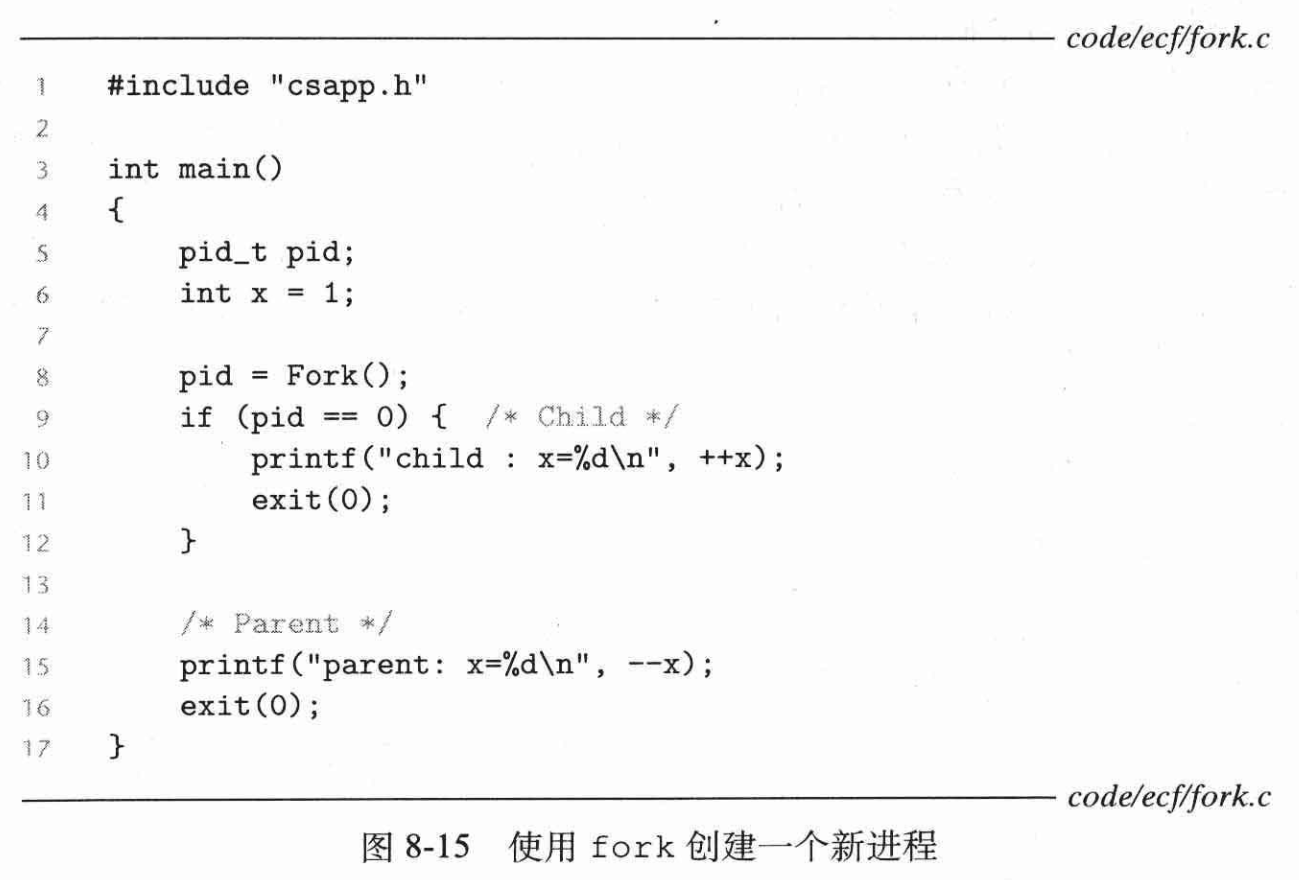 code/ecf/fork.c
1 #include "csapp.h"
2
3 int main()
4 {
5     pid_t pid;
6     int x = 1;
7
8     pid = Fork();
9     if (pid == 0) {  /* Child */
10         printf("child : x=%d\n", ++x);
11         exit(0);
12     }
13
14     /* Parent */
15     printf("parent: x=%d\n", --x);
16     exit(0);
17 }
code/ecf/fork.c
图 8-15 使用 fork 创建一个新进程